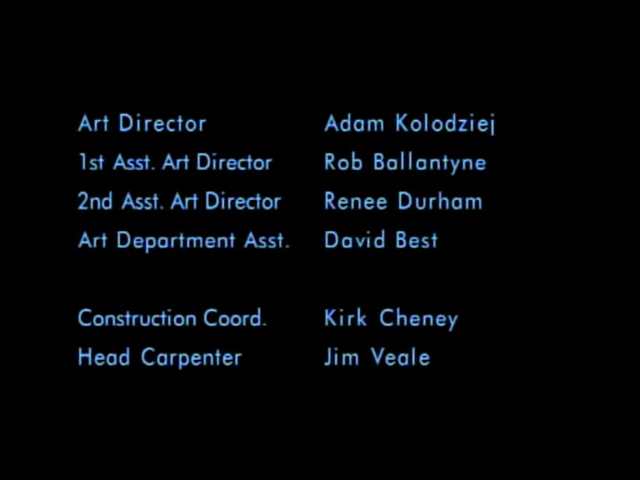 Art Director Adam Kolodziej
1st Asst. Art Director Rob Ballantyne
2nd Asst. Art Director Renee Durham
Art Department Asst. David Best
Construction Coord. Kirk Cheney
Head Carpenter Jim Veale